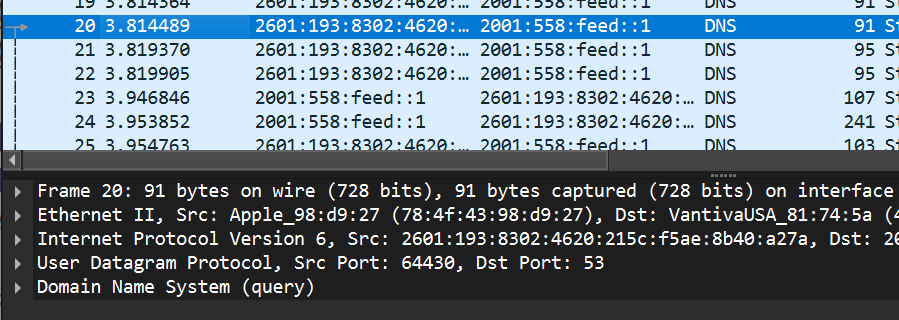 19 3.814364 2601:193:8302:4620:… 2001:558:feed::1 DNS 91 St
20 3.814489 2601:193:8302:4620:… 2001:558:feed::1 DNS 91 St
21 3.819370 2601:193:8302:4620:… 2001:558:feed::1 DNS 95 St
22 3.819905 2601:193:8302:4620:… 2001:558:feed::1 DNS 95 St
23 3.946846 2001:558:feed::1 2601:193:8302:4620:… DNS 107 St
24 3.953852 2001:558:feed::1 2601:193:8302:4620:… DNS 241 St
25 3.954763 2001:558:feed::1 2601:193:8302:4620:… DNS 103 St
Frame 20: 91 bytes on wire (728 bits), 91 bytes captured (728 bits) on interface
Ethernet II, Src: Apple_98:d9:27 (78:4f:43:98:d9:27), Dst: VantivaUSA_81:74:5a (4
Internet Protocol Version 6, Src: 2601:193:8302:4620:215c:f5ae:8b40:a27a, Dst: 20
User Datagram Protocol, Src Port: 64430, Dst Port: 53
Domain Name System (query)